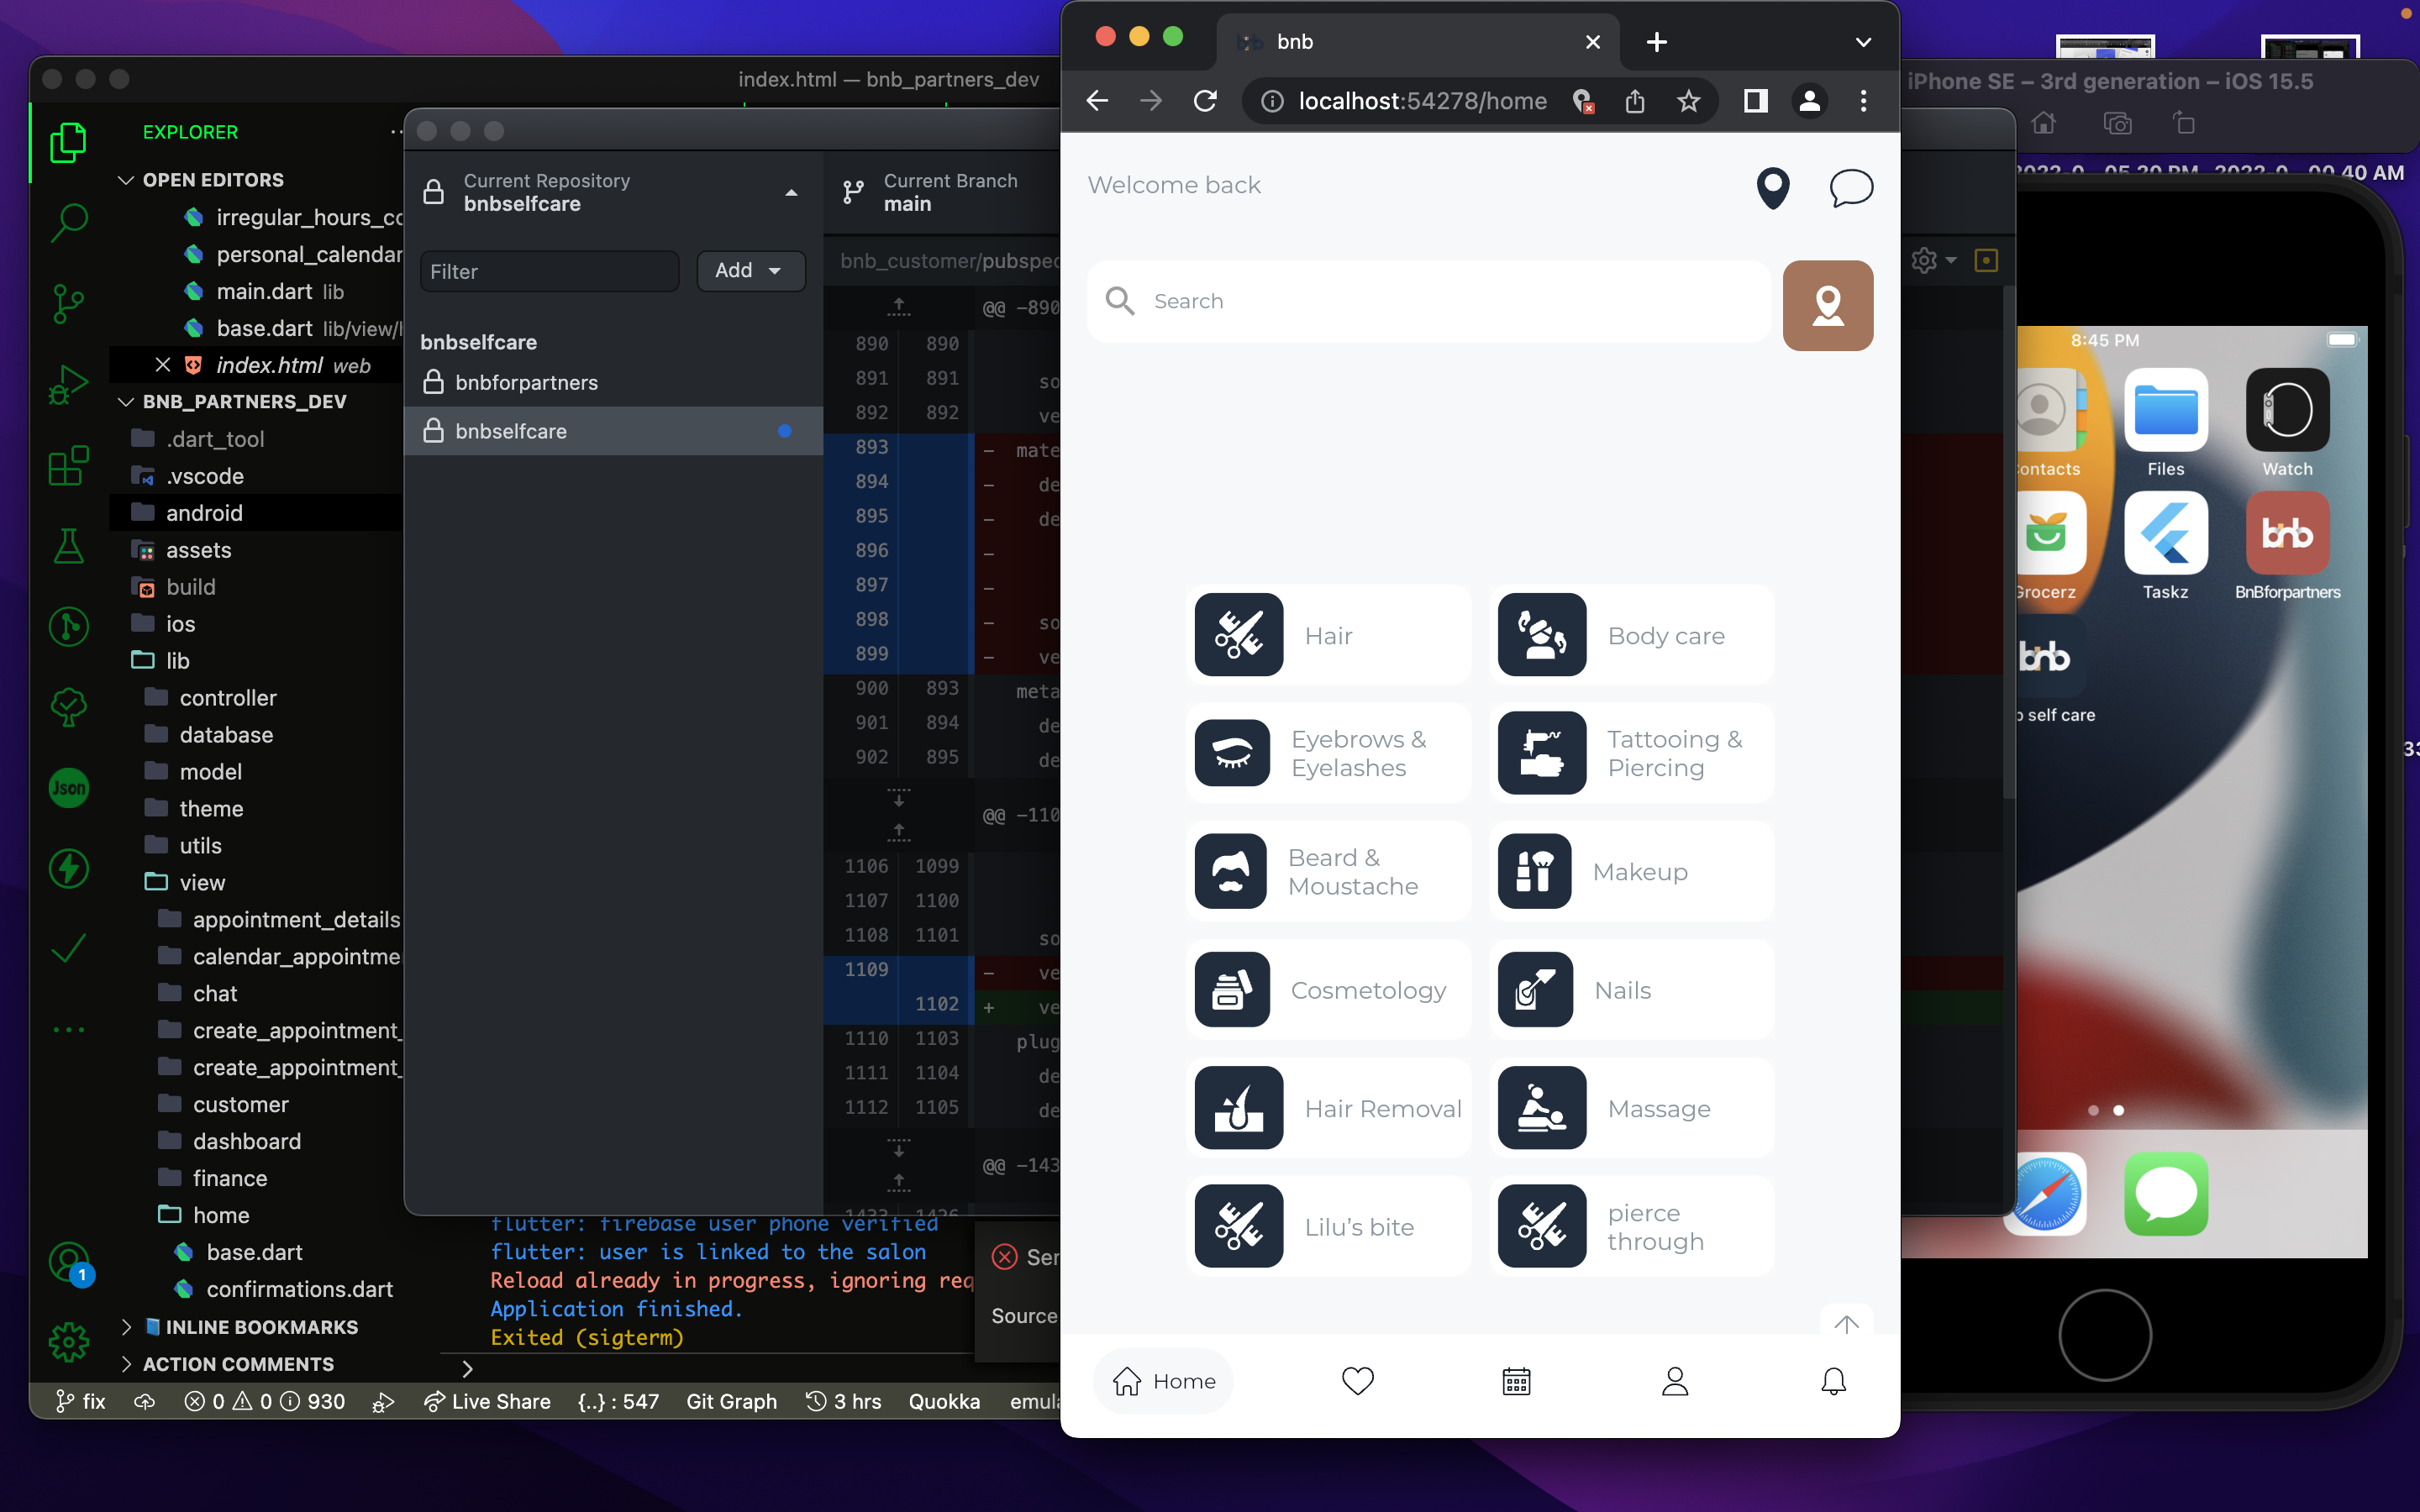 index.html — bnb_partners_dev
EXPLORER
OPEN EDITORS
irregular_hours_co
personal_calendar
main.dart lib
base.dart lib/view/
index.html web
BNB_PARTNERS_DEV
.dart_tool
.vscode
android
assets
build
ios
lib
controller
database
model
theme
utils
view
appointment_details
calendar_appointme
chat
create_appointment_
create_appointment_
customer
dashboard
finance
home
base.dart
confirmations.dart
INLINE BOOKMARKS
ACTION COMMENTS
Json
1
fix
0 0 930
Live Share
{..} : 547
Git Graph
3 hrs
Quokka
emula
Current Repository
bnbselfcare
Filter
Add
bnbselfcare
bnbforpartners
bnbselfcare
Current Branch
main
bnb_customer/pubspec
@@ -890
890 890
891 891 so
892 892 ve
893 - mate
894 - de
895 - de
896 -
897 -
898 - so
899 - ve
900 893 meta
901 894 de
902 895 de
@@ -110
1106 1099
1107 1100
1108 1101 so
1109 - ve
1102 + ve
1110 1103 plug
1111 1104 de
1112 1105 de
@@ -143
1433 1426
flutter: firebase user phone verified
flutter: user is linked to the salon
Reload already in progress, ignoring req
Application finished.
Exited (sigterm)
Ser
Source
bnb
localhost:54278/home
Welcome back
Search
Hair
Body care
Eyebrows &
Eyelashes
Tattooing &
Piercing
Beard &
Moustache
Makeup
Cosmetology
Nails
Hair Removal
Massage
Lilu's bite
pierce
through
Home
iPhone SE – 3rd generation – iOS 15.5
8:45 PM
ontacts
Files
Watch
Grocerz
Taskz
bnb
BnBforpartners
bnb
self care